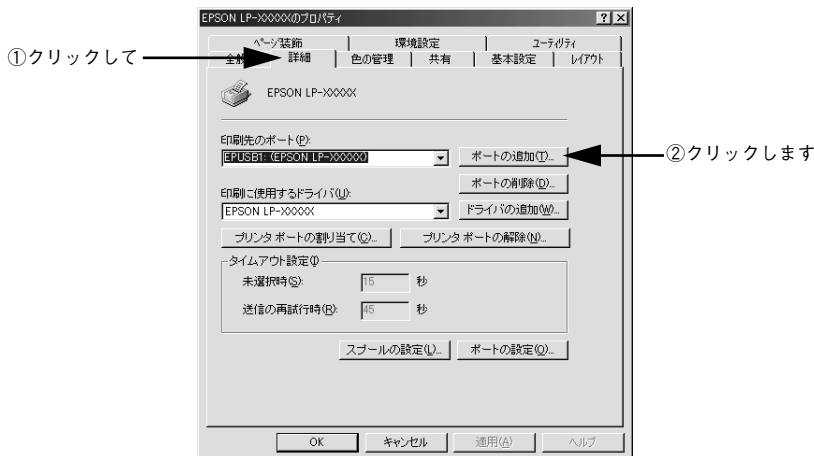 EPSON LP-XXXXXのプロパティ
ページ装飾 環境設定 ユーティリティ
全般 詳細 色の管理 共有 基本設定 レイアウト
①クリックして
EPSON LP-XXXXX
印刷先のポート(P):
EPUSB1: (EPSON LP-XXXXX) ポートの追加(T)...
②クリックします
ポートの削除(D)...
印刷に使用するドライバ(U):
EPSON LP-XXXXX ドライバの追加(W)...
プリンタ ポートの割り当て(C)... プリンタ ポートの解除(N)...
タイムアウト設定(I)
未選択時(S): 15 秒
送信の再試行時(R): 45 秒
スプールの設定(L)... ポートの設定(O)...
OK キャンセル 適用(A) ヘルプ